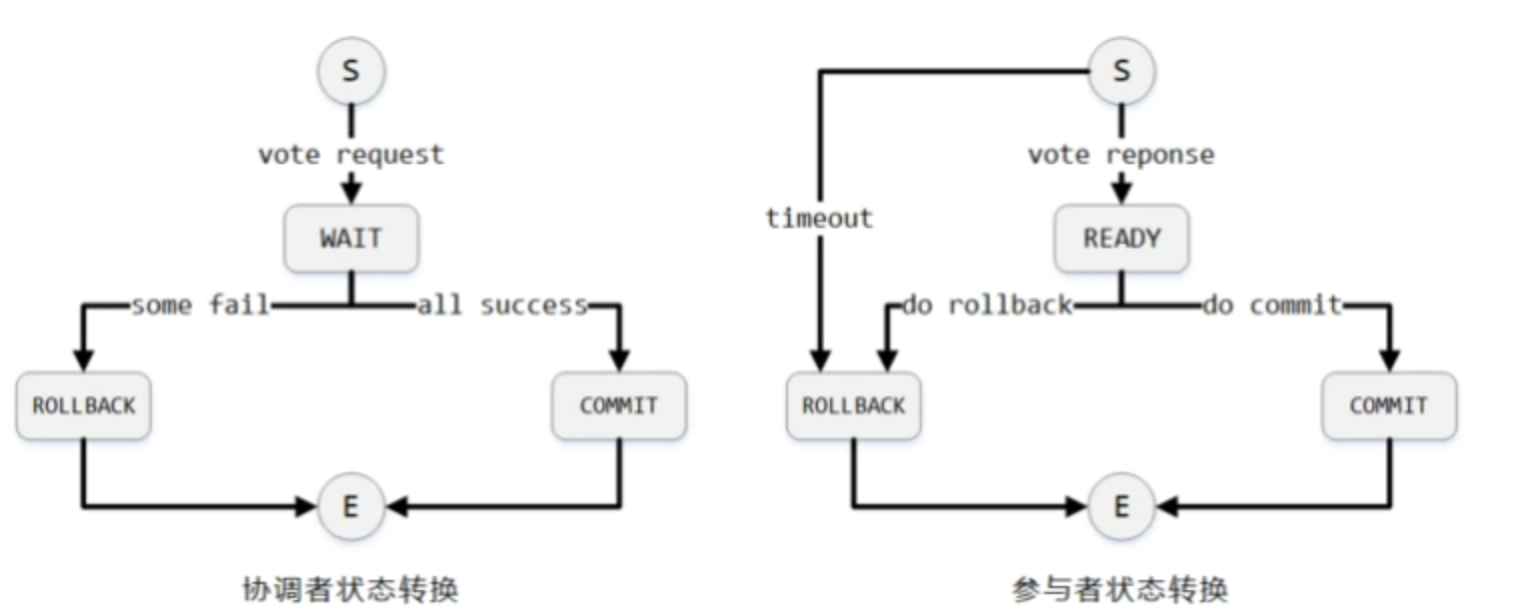 S
vote request
WAIT
some fail
all success
ROLLBACK
COMMIT
E
协调者状态转换
S
vote reponse
timeout
READY
do rollback
do commit
ROLLBACK
COMMIT
E
参与者状态转换